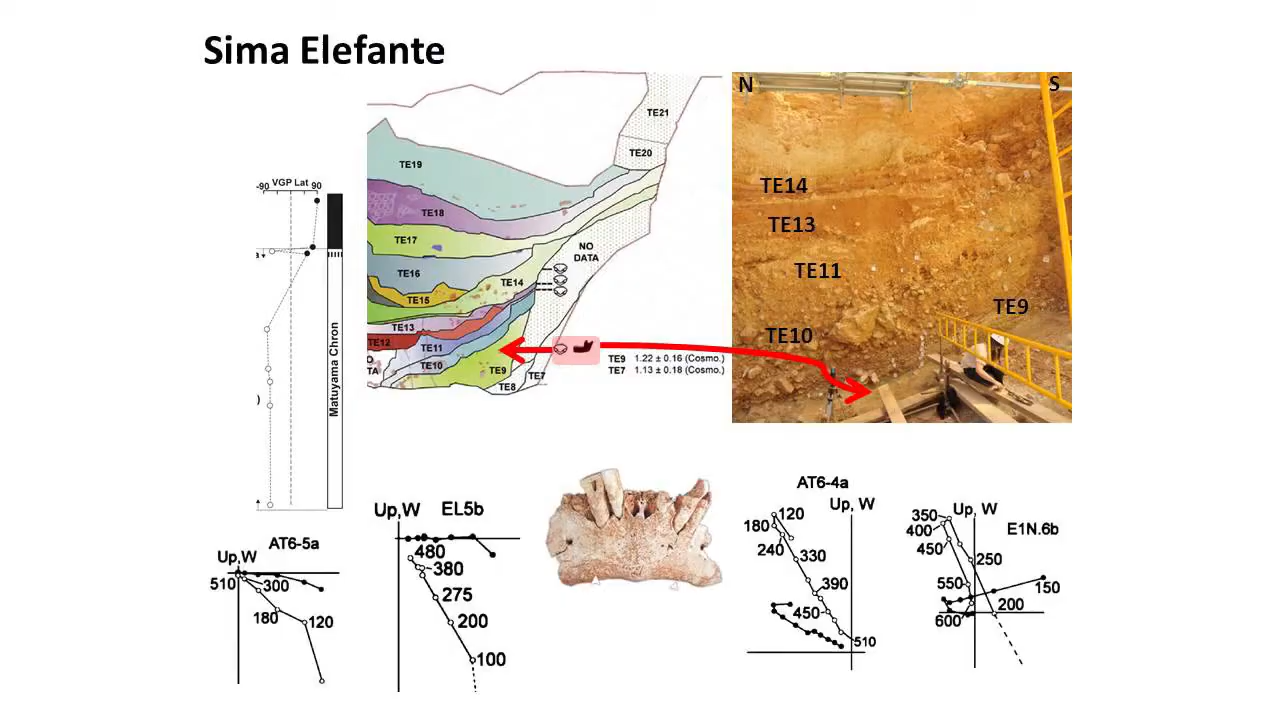 Sima Elefante
-90 VGP Lat 90
Matuyama Chron
TE21
TE20
TE19
TE18
TE17
NO
DATA
TE16
TE14
TE15
TE13
TE12
TE11
TE10
TE9
TE8
TE7
TE9 1.22 ± 0.16 (Cosmo.)
TE7 1.13 ± 0.18 (Cosmo.)
N
S
TE14
TE13
TE11
TE9
TE10
AT6-5a
Up,W
510
300
180
120
Up,W
EL5b
480
380
275
200
100
AT6-4a
Up, W
120
180
240
330
390
450
510
Up, W
E1N.6b
350
400
450
250
550
150
200
600